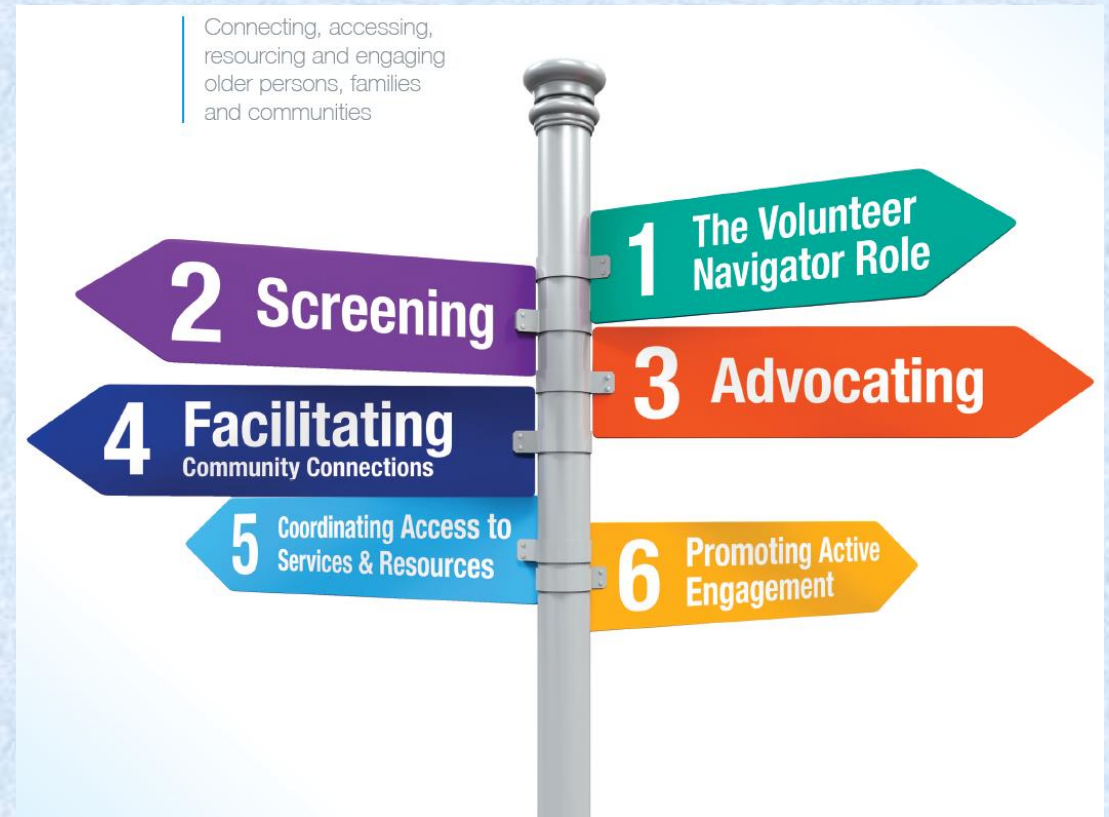 Connecting, accessing,
resourcing and engaging
older persons, families
and communities
1 The Volunteer
Navigator Role
2 Screening
3 Advocating
4 Facilitating
Community Connections
5 Coordinating Access to
Services & Resources
6 Promoting Active
Engagement